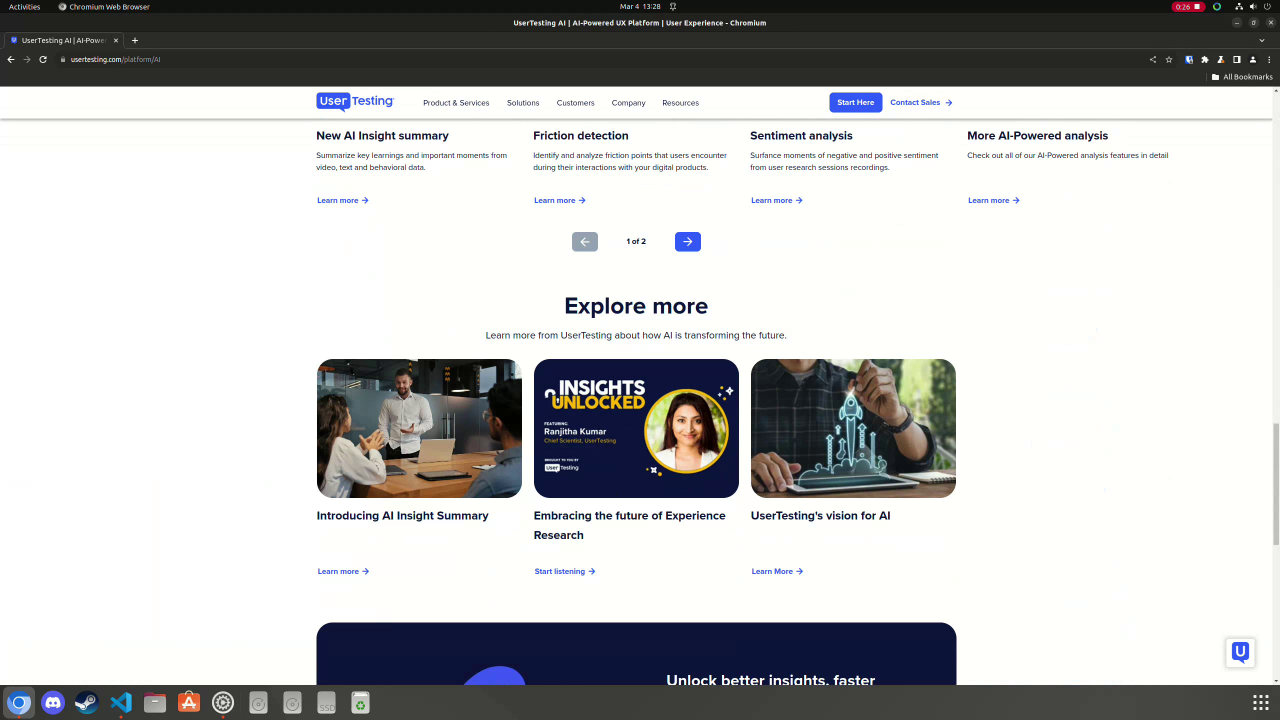 Activities
Chromium Web Browser
Mar 4 13:28
0:26
UserTesting AI | AI-Powered UX Platform | User Experience - Chromium
UserTesting AI | AI-Power
usertesting.com/platform/AI
All Bookmarks
User Testing
Product & Services
Solutions
Customers
Company
Resources
Start Here
Contact Sales
New AI Insight summary
Summarize key learnings and important moments from
video, text and behavioral data.
Learn more
Friction detection
Identify and analyze friction points that users encounter
during their interactions with your digital products.
Learn more
Sentiment analysis
Surfance moments of negative and positive sentiment
from user research sessions recordings.
Learn more
More AI-Powered analysis
Check out all of our AI-Powered analysis features in detail
Learn more
1 of 2
Explore more
Learn more from UserTesting about how AI is transforming the future.
INSIGHTS
UNLOCKED
FEATURING:
Ranjitha Kumar
Chief Scientist, UserTesting
BROUGHT TO YOU BY
User Testing
Introducing AI Insight Summary
Learn more
Embracing the future of Experience
Research
Start listening
UserTesting's vision for AI
Learn More
Unlock better insights, faster
U
SSD